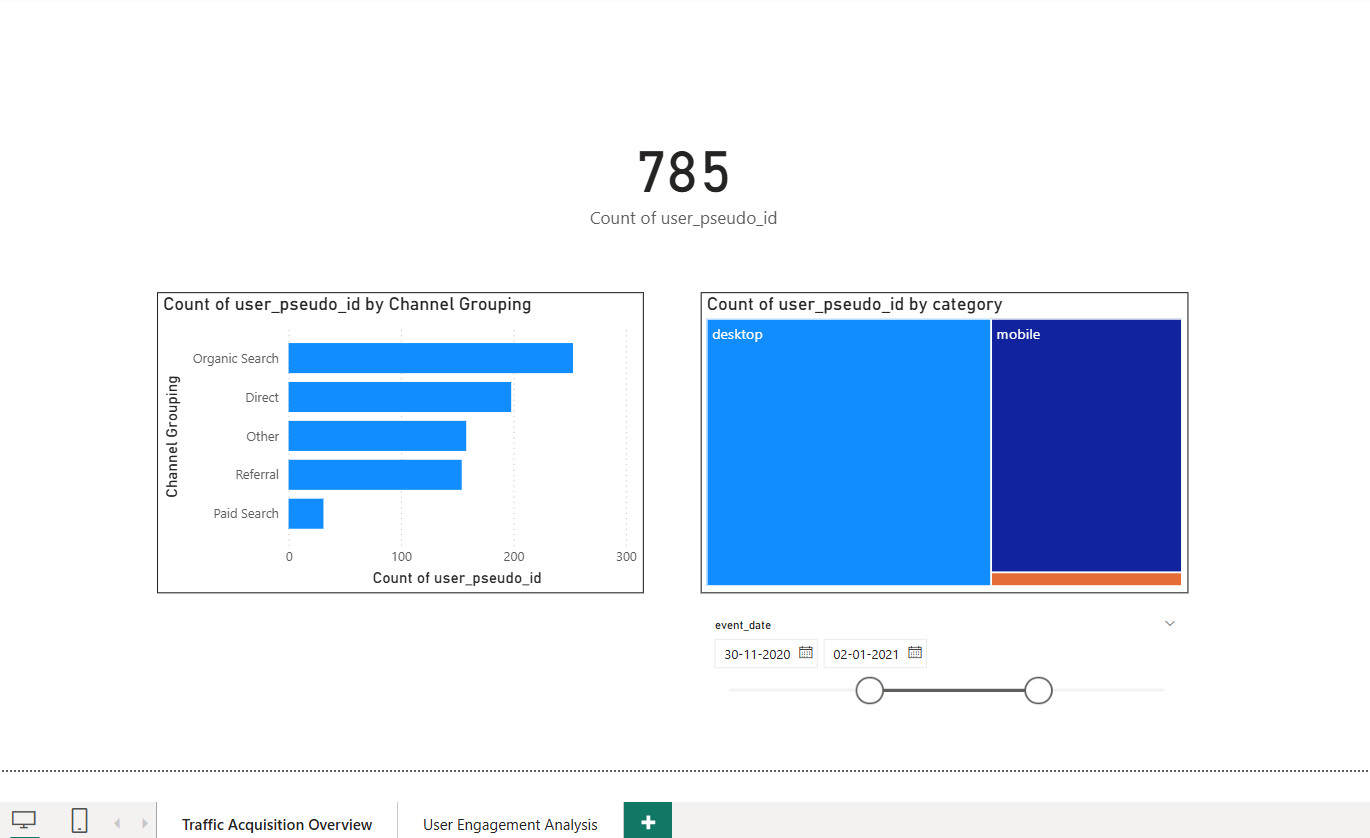 785
Count of user_pseudo_id
Count of user_pseudo_id by Channel Grouping
Channel Grouping
Organic Search
Direct
Other
Referral
Paid Search
0 100 200 300
Count of user_pseudo_id
Count of user_pseudo_id by category
desktop
mobile
event_date
30-11-2020 02-01-2021
Traffic Acquisition Overview User Engagement Analysis +